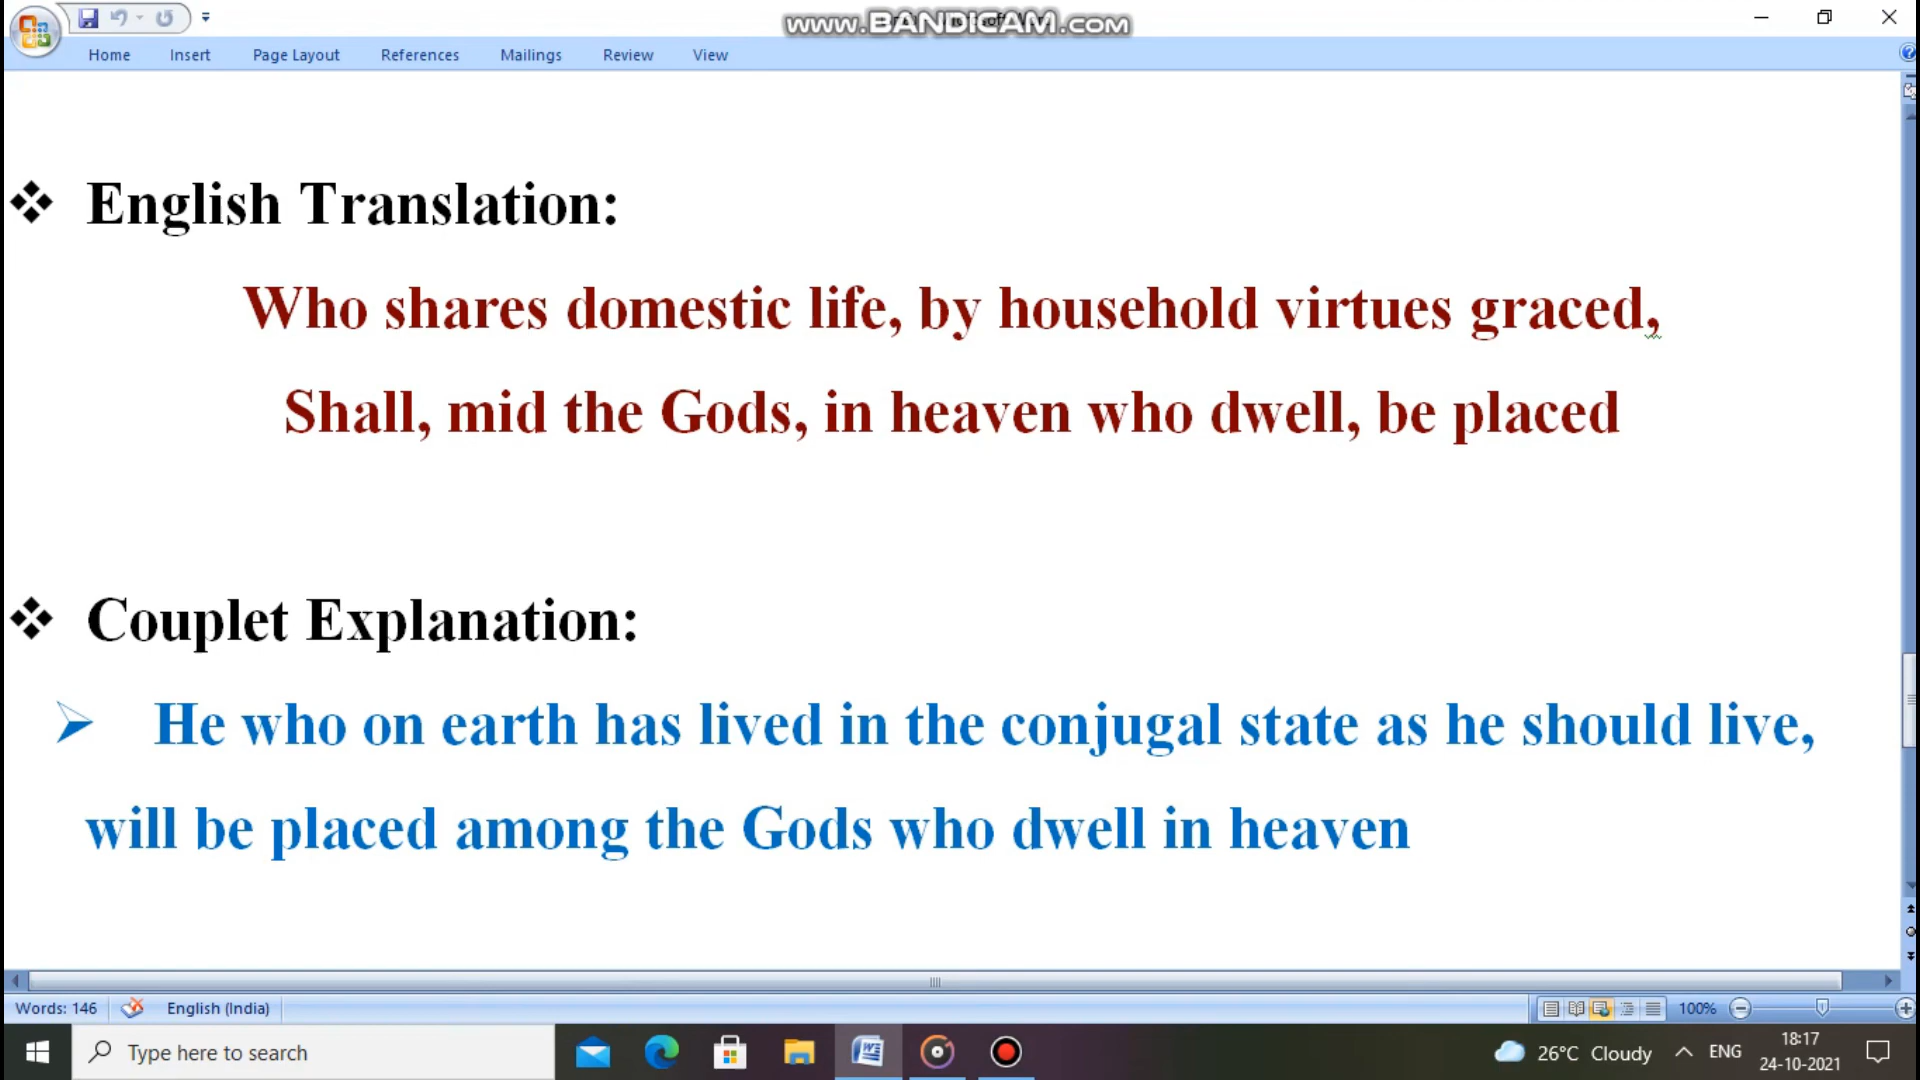 www.BANDICAM.com
Home Insert Page Layout References Mailings Review View
❖ English Translation:
Who shares domestic life, by household virtues graced,
Shall, mid the Gods, in heaven who dwell, be placed
❖ Couplet Explanation:
➢ He who on earth has lived in the conjugal state as he should live,
will be placed among the Gods who dwell in heaven
Words: 146 English (India) 100%
Type here to search 26°C Cloudy ENG 18:17
24-10-2021